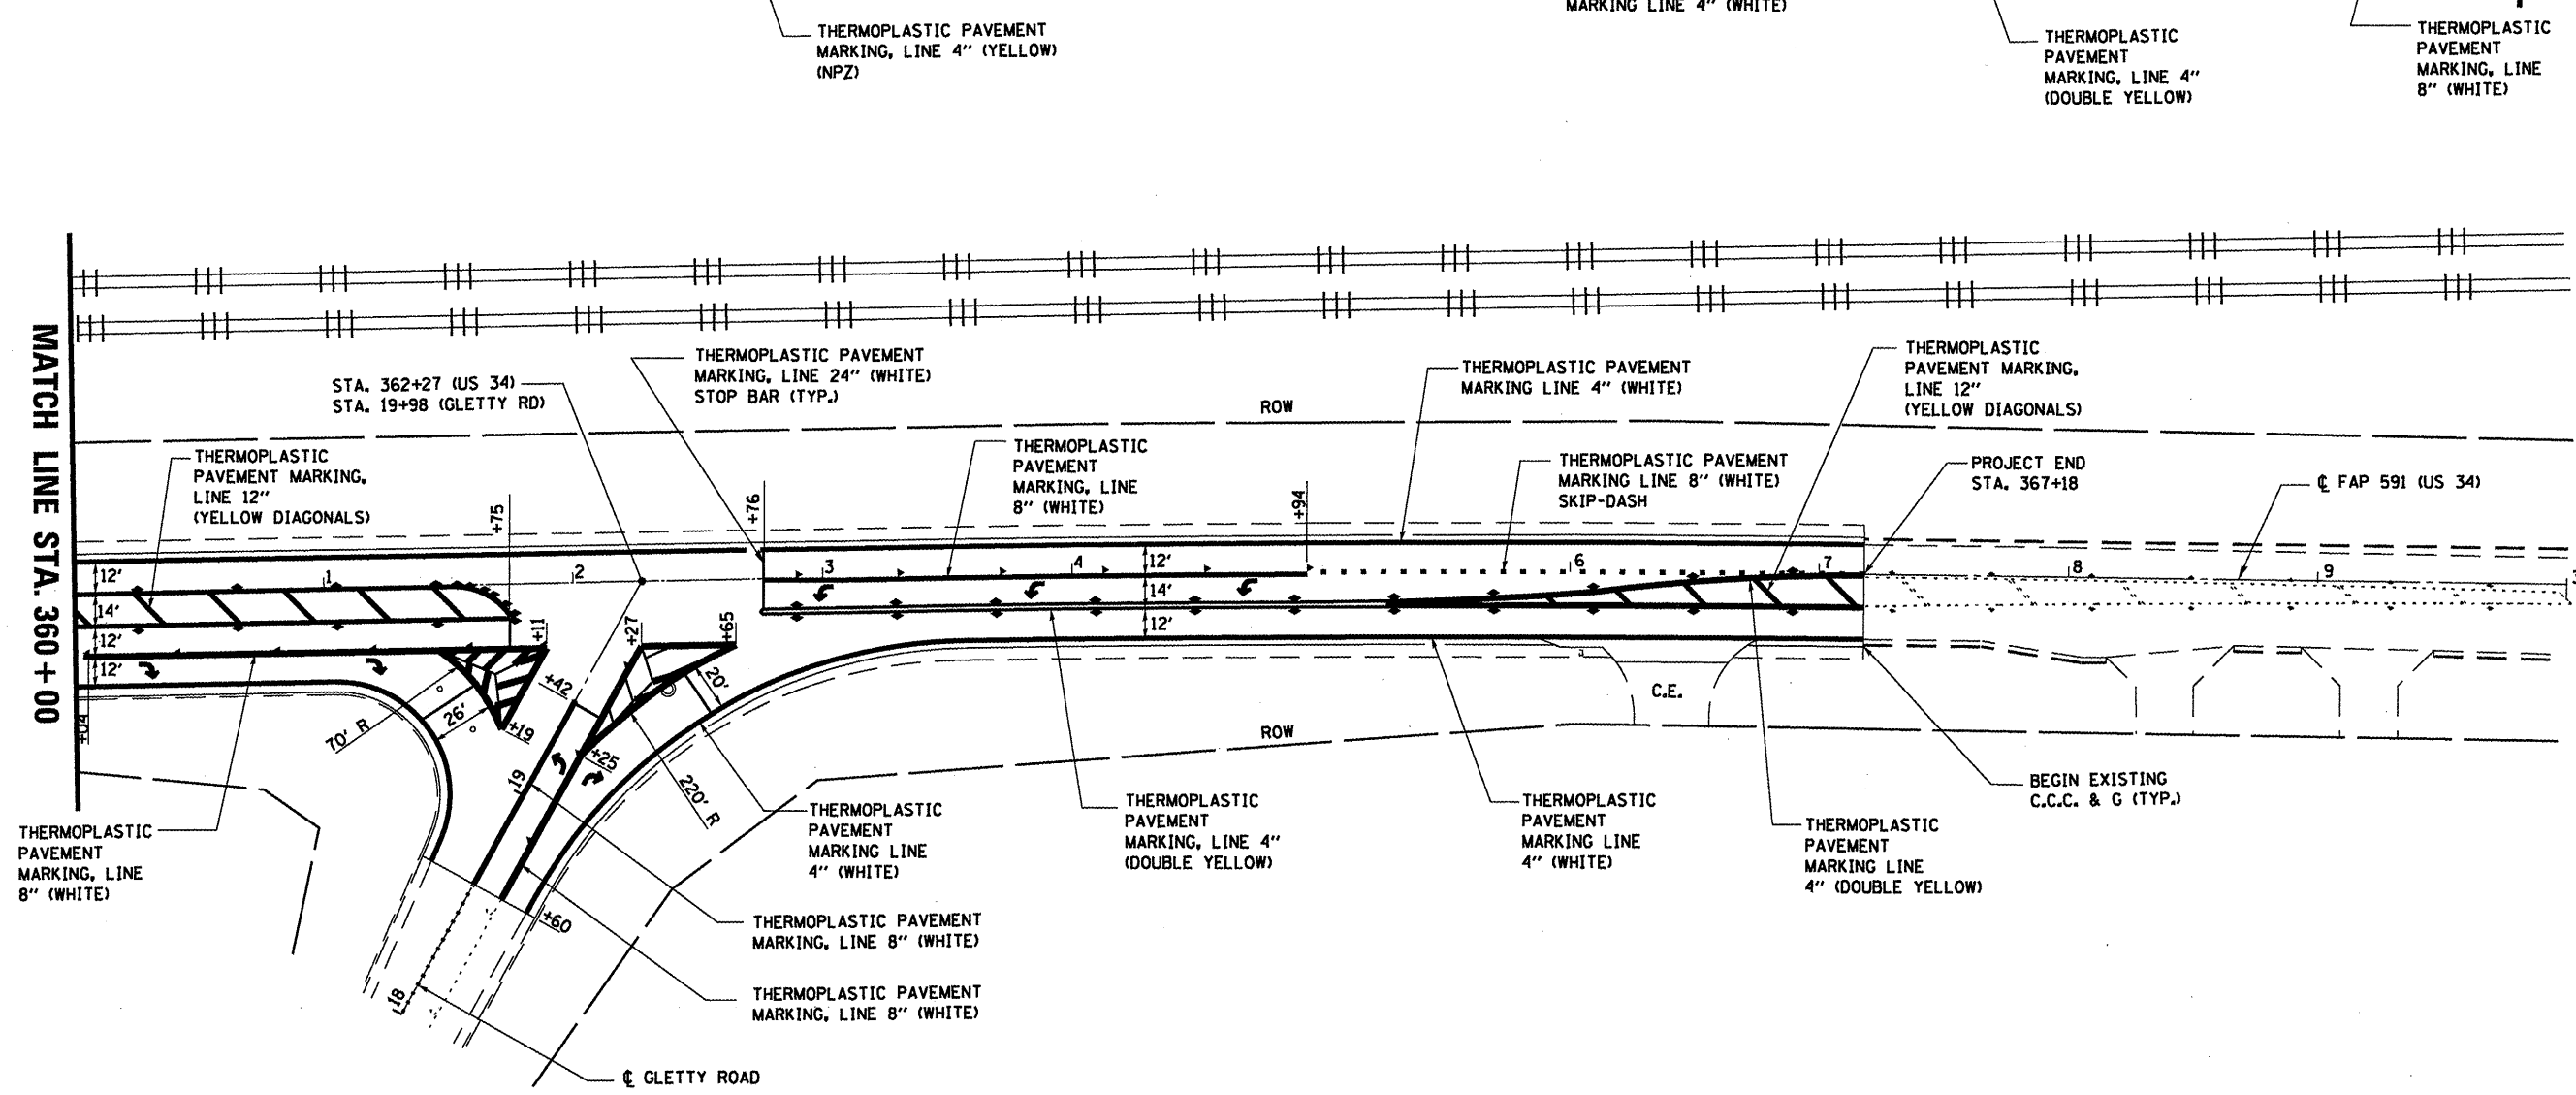 MARKING LINE 4" (WHITE)
THERMOPLASTIC PAVEMENT
MARKING, LINE 4" (YELLOW)
(NPZ)
THERMOPLASTIC
PAVEMENT
MARKING, LINE 4"
(DOUBLE YELLOW)
THERMOPLASTIC
PAVEMENT
MARKING, LINE
8" (WHITE)
MATCH LINE STA. 360+00
STA. 362+27 (US 34)
STA. 19+98 (GLETTY RD)
THERMOPLASTIC PAVEMENT
MARKING, LINE 24" (WHITE)
STOP BAR (TYP.)
ROW
THERMOPLASTIC PAVEMENT
MARKING LINE 4" (WHITE)
THERMOPLASTIC
PAVEMENT MARKING,
LINE 12"
(YELLOW DIAGONALS)
THERMOPLASTIC
PAVEMENT MARKING,
LINE 12"
(YELLOW DIAGONALS)
THERMOPLASTIC
PAVEMENT
MARKING, LINE
8" (WHITE)
THERMOPLASTIC PAVEMENT
MARKING LINE 8" (WHITE)
SKIP-DASH
PROJECT END
STA. 367+18
℄ FAP 591 (US 34)
+75
+76
+94
12'
14'
12'
12'
1
2
3
4
12'
14'
12'
6
7
8
9
+04
+11
+27
+65
+42
+19
+25
20'
26'
70' R
220' R
19
+60
18
C.E.
ROW
THERMOPLASTIC
PAVEMENT
MARKING, LINE
8" (WHITE)
THERMOPLASTIC
PAVEMENT
MARKING LINE
4" (WHITE)
THERMOPLASTIC
PAVEMENT
MARKING, LINE 4"
(DOUBLE YELLOW)
THERMOPLASTIC
PAVEMENT
MARKING LINE
4" (WHITE)
THERMOPLASTIC
PAVEMENT
MARKING LINE
4" (DOUBLE YELLOW)
BEGIN EXISTING
C.C.C. & G (TYP.)
THERMOPLASTIC PAVEMENT
MARKING, LINE 8" (WHITE)
THERMOPLASTIC PAVEMENT
MARKING, LINE 8" (WHITE)
℄ GLETTY ROAD